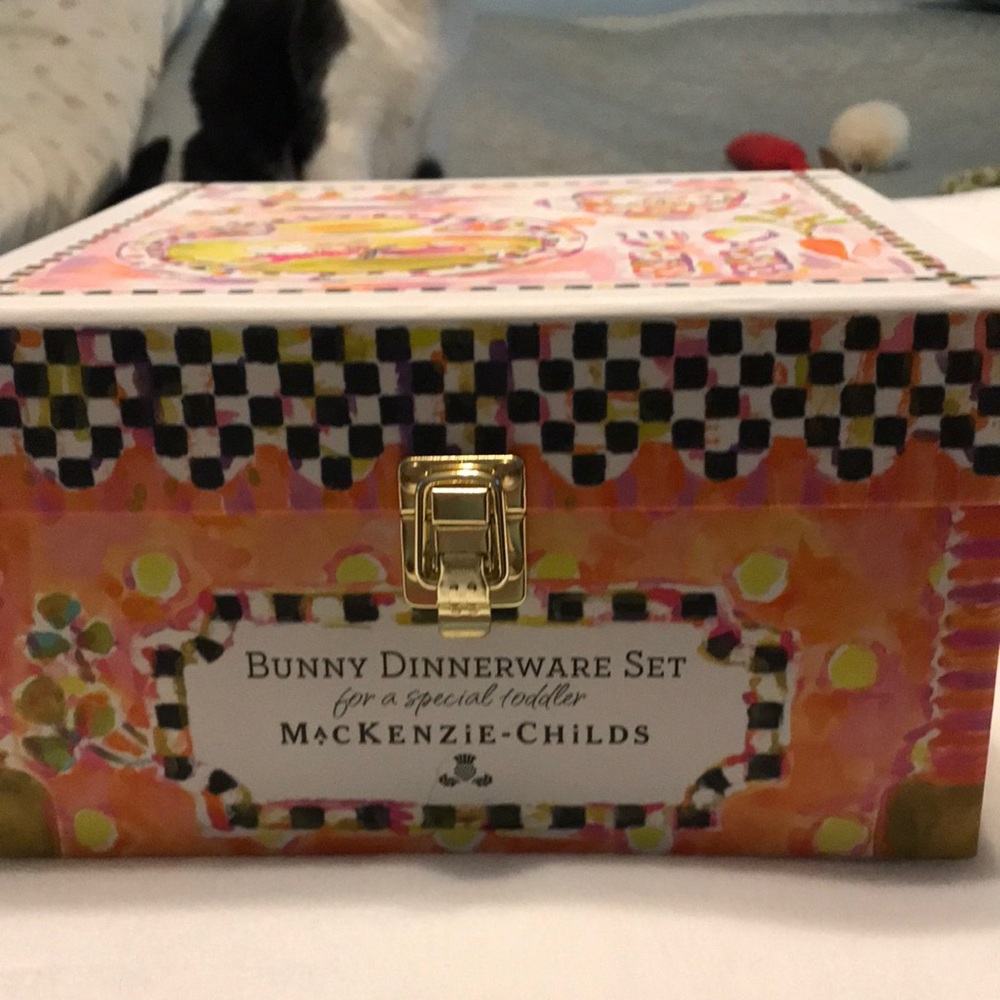 Bunny Dinnerware Set
for a special toddler
MacKenzie-Childs